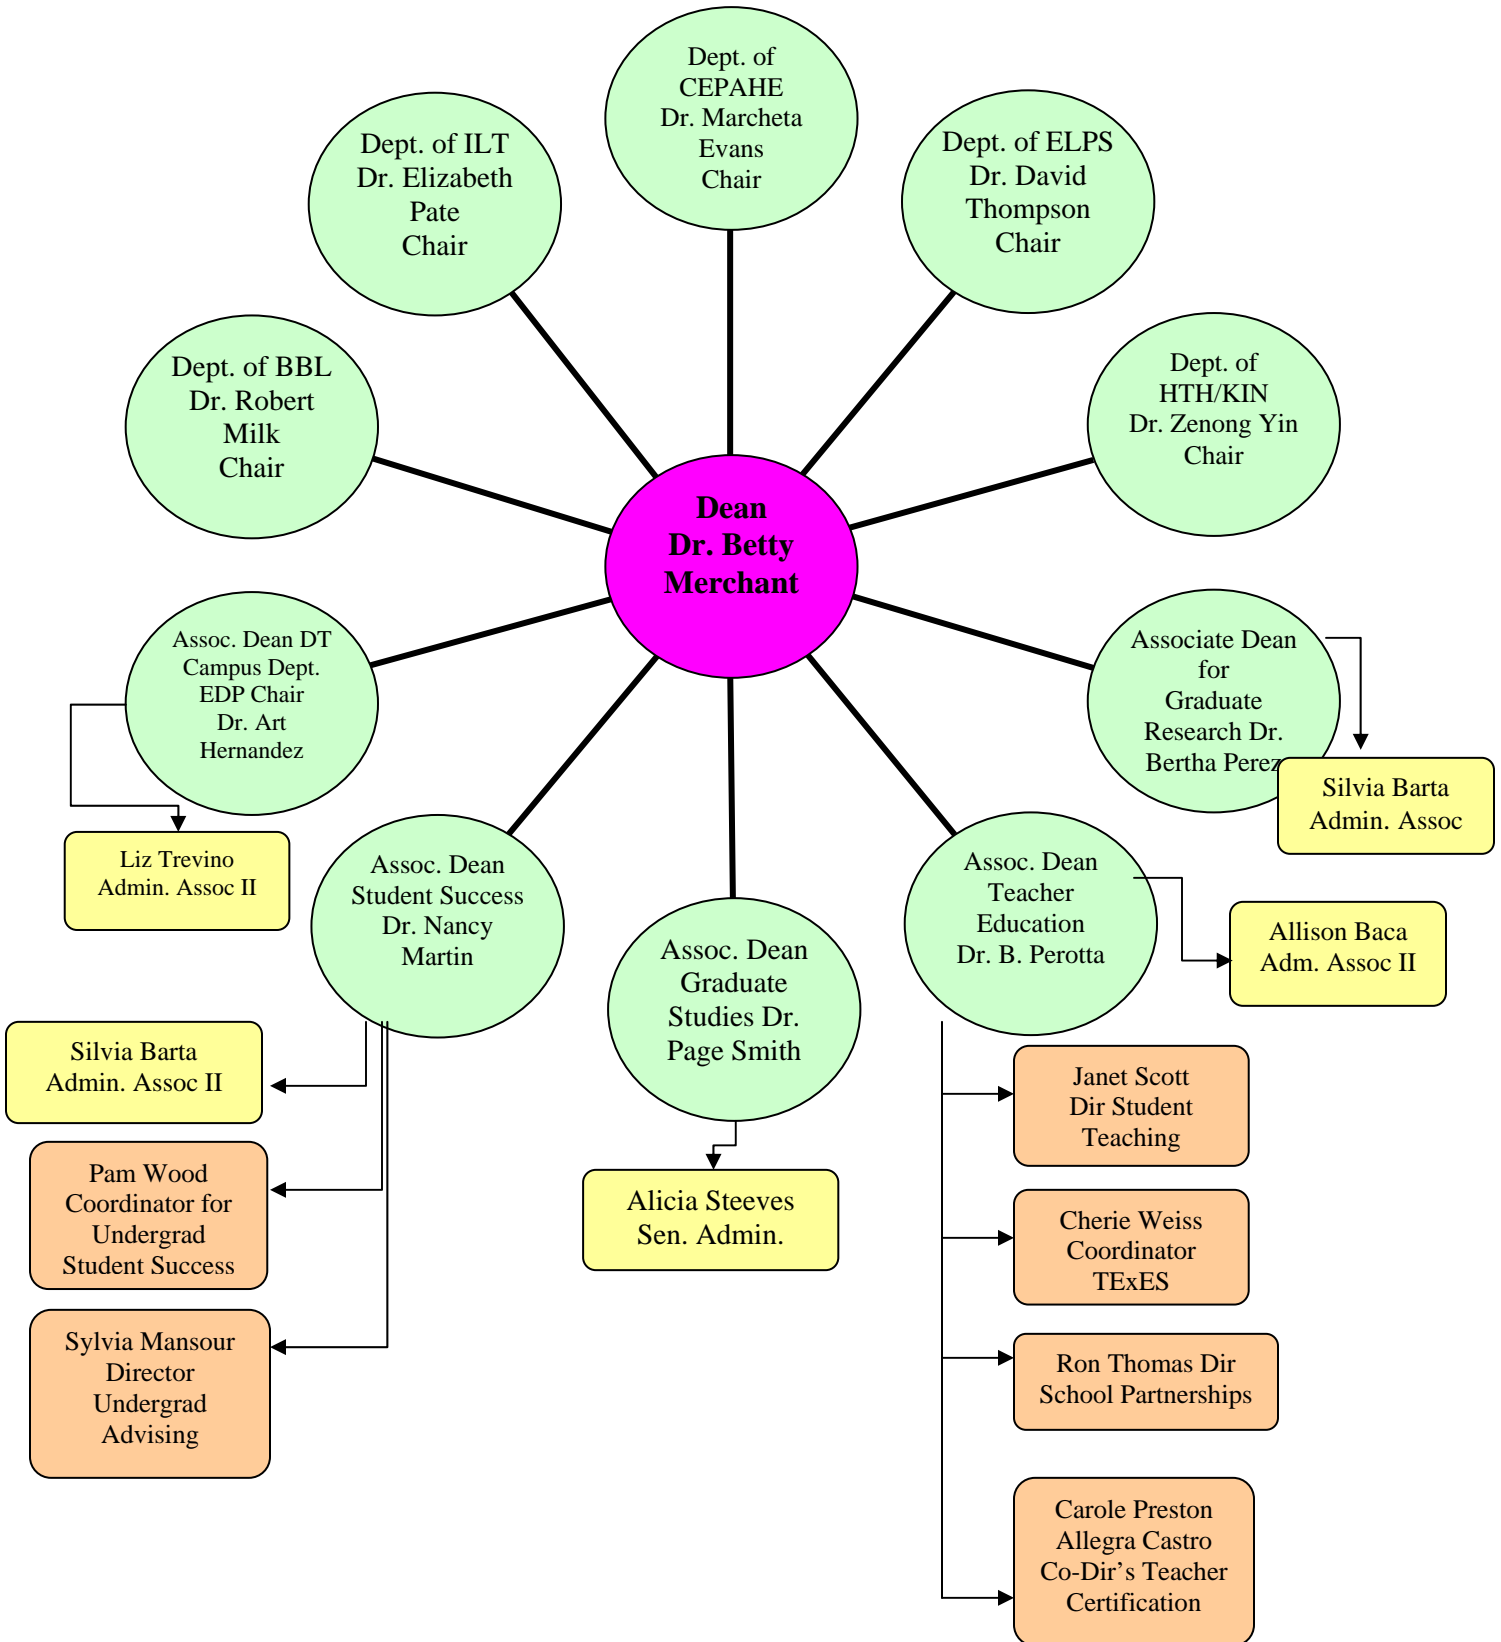 Dept. of
CEPAHE
Dr. Marcheta
Evans
Chair
Dept. of ILT
Dr. Elizabeth
Pate
Chair
Dept. of ELPS
Dr. David
Thompson
Chair
Dept. of BBL
Dr. Robert
Milk
Chair
Dept. of
HTH/KIN
Dr. Zenong Yin
Chair
Dean
Dr. Betty
Merchant
Assoc. Dean DT
Campus Dept.
EDP Chair
Dr. Art
Hernandez
Associate Dean
for
Graduate
Research Dr.
Bertha Perez
Silvia Barta
Admin. Assoc
Liz Trevino
Admin. Assoc II
Assoc. Dean
Student Success
Dr. Nancy
Martin
Assoc. Dean
Graduate
Studies Dr.
Page Smith
Assoc. Dean
Teacher
Education
Dr. B. Perotta
Allison Baca
Adm. Assoc II
Silvia Barta
Admin. Assoc II
Pam Wood
Coordinator for
Undergrad
Student Success
Sylvia Mansour
Director
Undergrad
Advising
Alicia Steeves
Sen. Admin.
Janet Scott
Dir Student
Teaching
Cherie Weiss
Coordinator
TExES
Ron Thomas Dir
School Partnerships
Carole Preston
Allegra Castro
Co-Dir’s Teacher
Certification